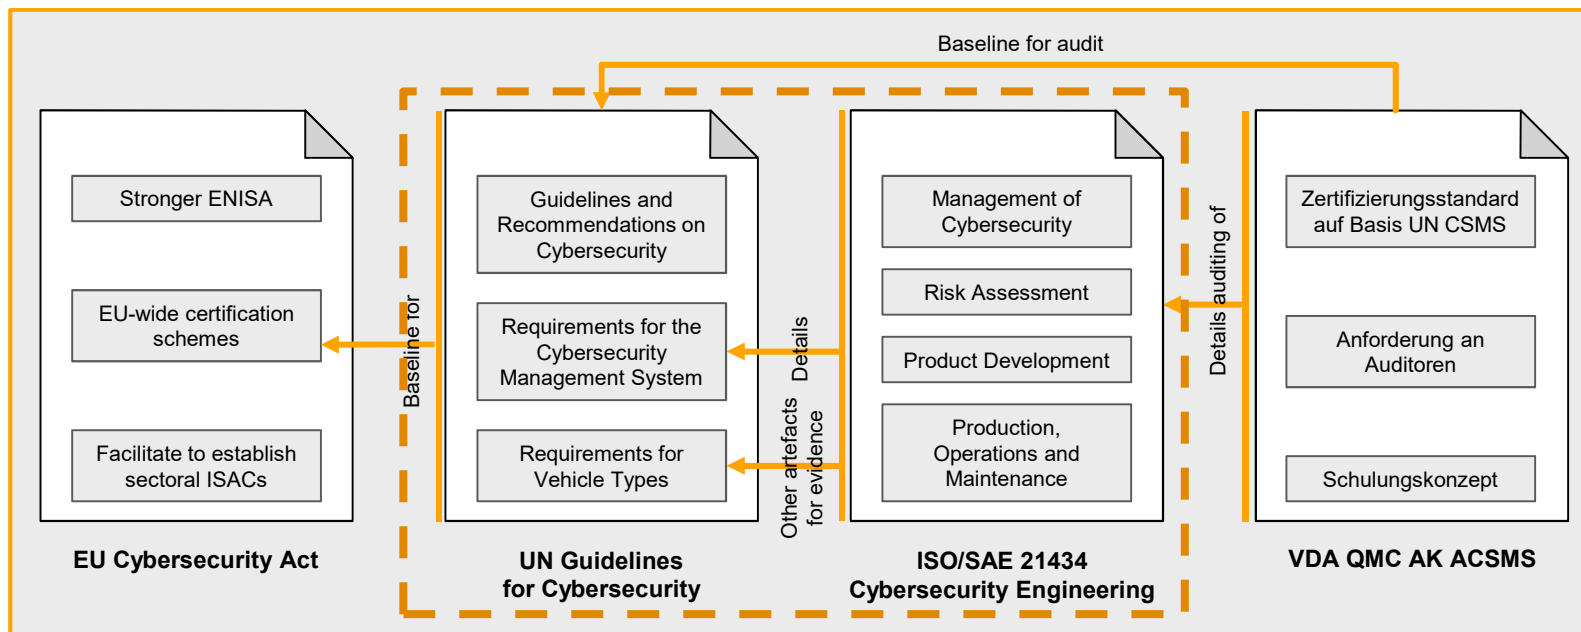 Baseline for audit
Stronger ENISA
EU-wide certification
schemes
Facilitate to establish
sectoral ISACs
EU Cybersecurity Act
Baseline for
Guidelines and
Recommendations on
Cybersecurity
Requirements for the
Cybersecurity
Management System
Requirements for
Vehicle Types
UN Guidelines
for Cybersecurity
Details
Other artefacts
for evidence
Management of
Cybersecurity
Risk Assessment
Product Development
Production,
Operations and
Maintenance
ISO/SAE 21434
Cybersecurity Engineering
Details auditing of
Zertifizierungsstandard
auf Basis UN CSMS
Anforderung an
Auditoren
Schulungskonzept
VDA QMC AK ACSMS